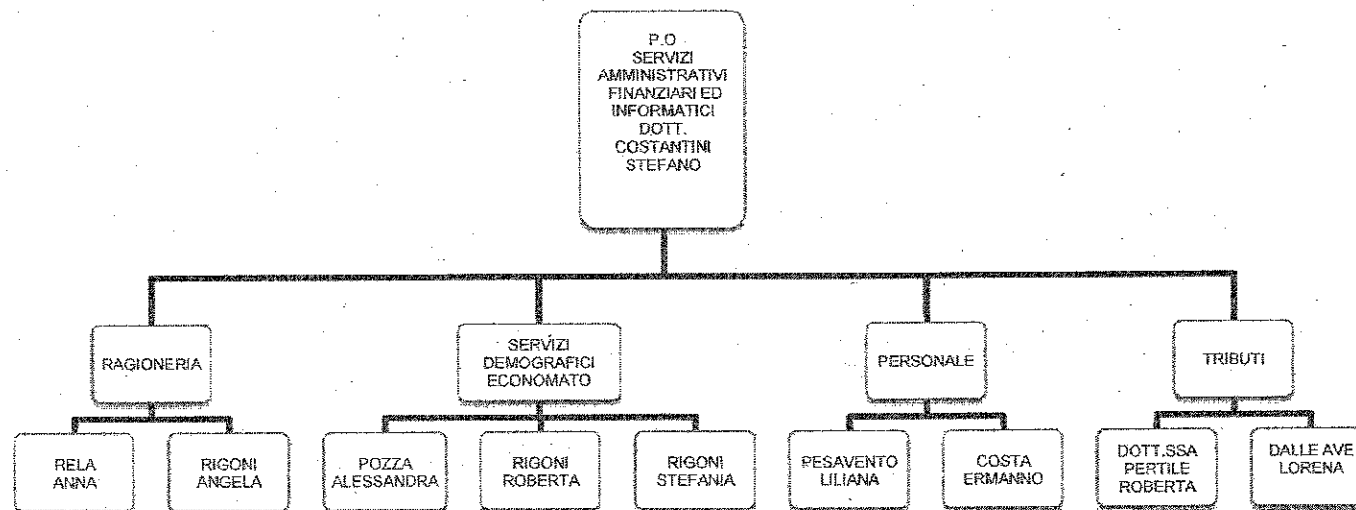 P.O
SERVIZI
AMMINISTRATIVI
FINANZIARI ED
INFORMATICI
DOTT.
COSTANTINI
STEFANO
RAGIONERIA
SERVIZI
DEMOGRAFICI
ECONOMATO
PERSONALE
TRIBUTI
RELA
ANNA
RIGONI
ANGELA
POZZA
ALESSANDRA
RIGONI
ROBERTA
RIGONI
STEFANIA
PESAVENTO
LILIANA
COSTA
ERMANNO
DOTT.SSA
PERTILE
ROBERTA
DALLE AVE
LORENA